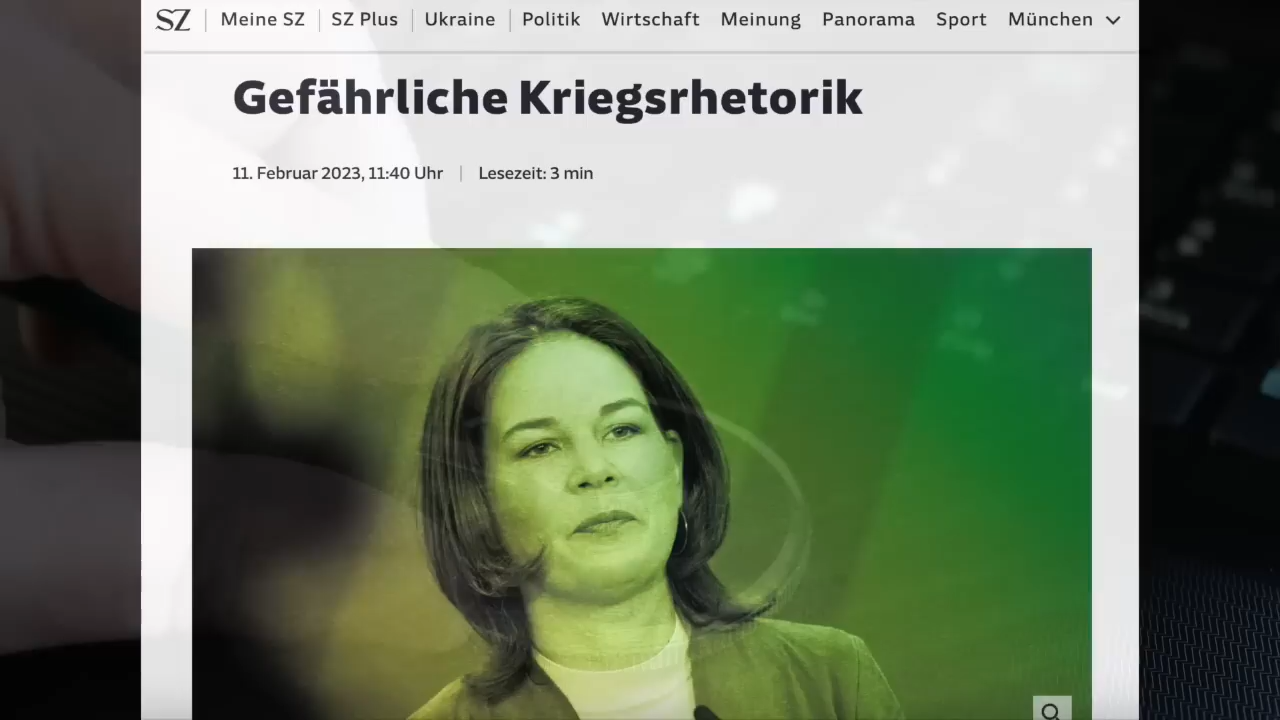 SZ Meine SZ SZ Plus Ukraine Politik Wirtschaft Meinung Panorama Sport München
Gefährliche Kriegsrhetorik
11. Februar 2023, 11:40 Uhr | Lesezeit: 3 min